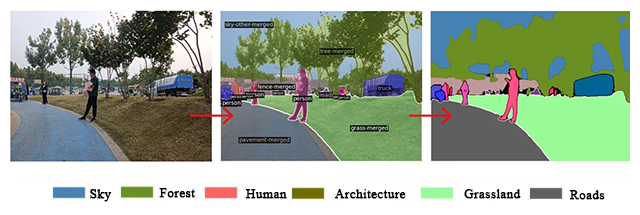 sky-other-merged
tree-merged
fence-merged
truck
person
person
person
road
pavement-merged
grass-merged
Sky Forest Human Architecture Grassland Roads